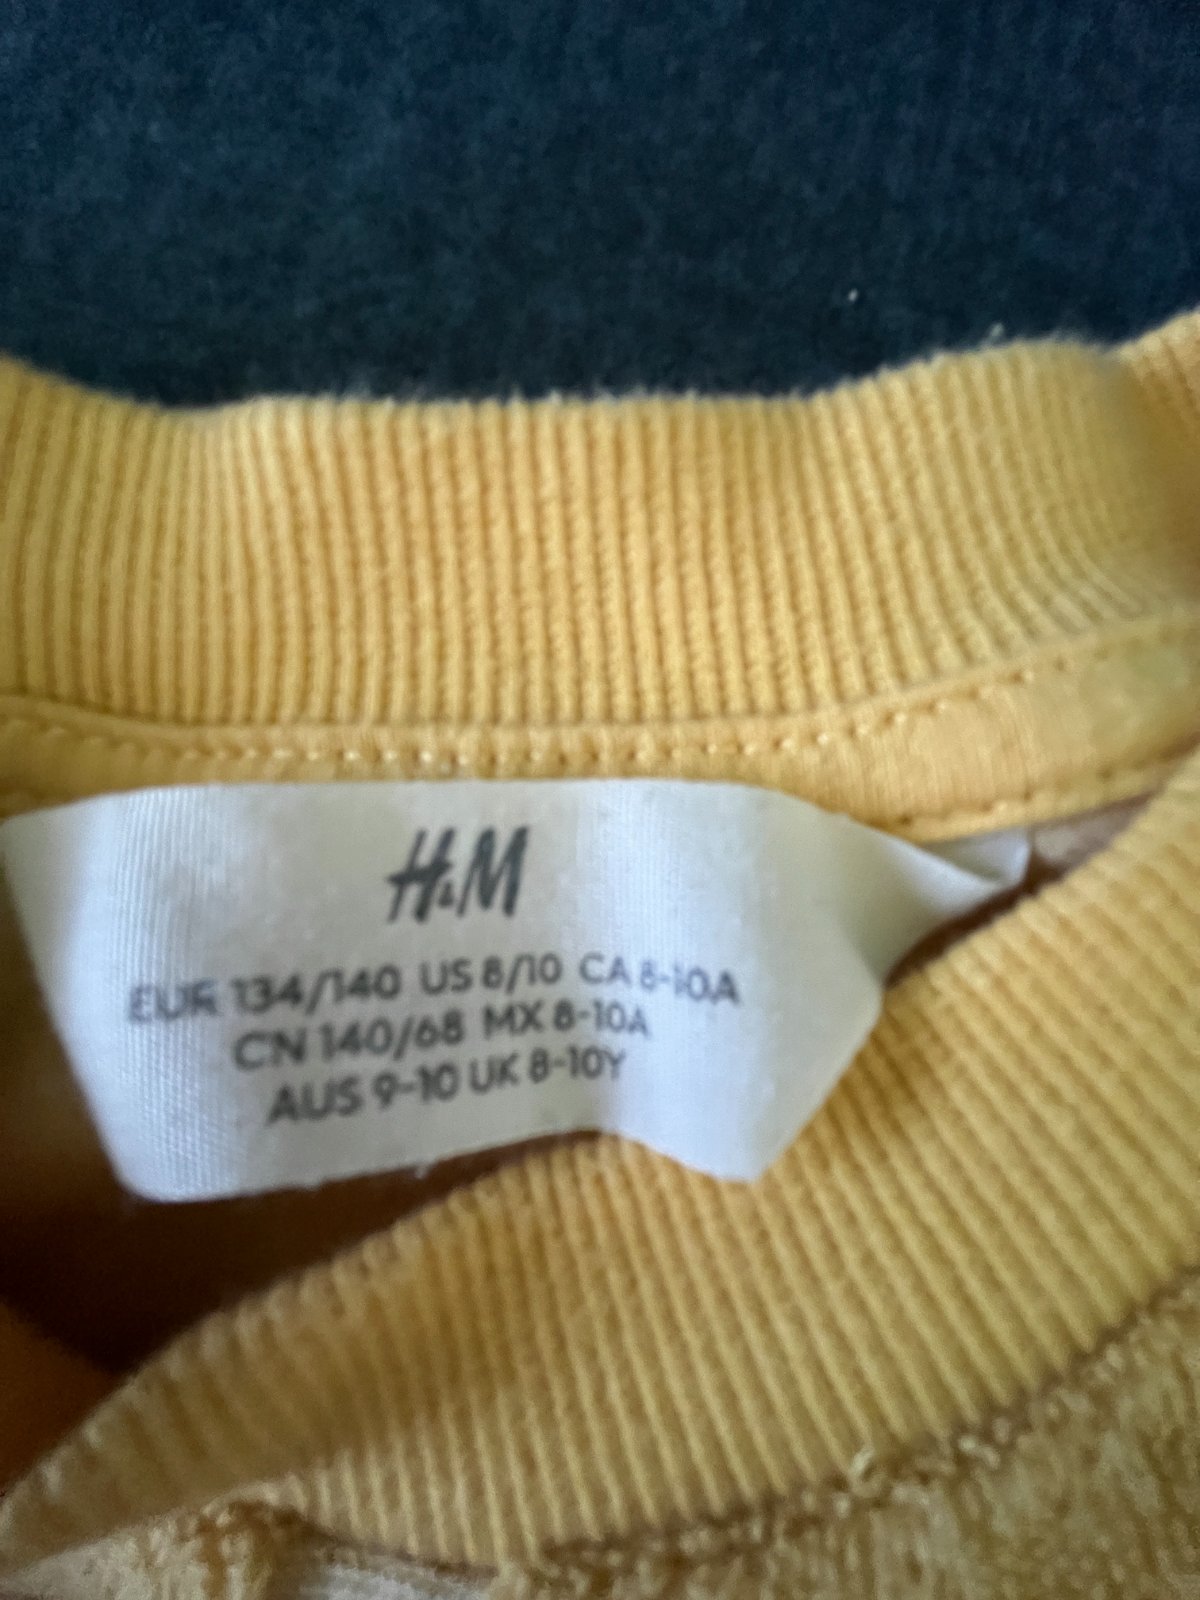 H&M
EUR 134/140 US 8/10 CA 8-10A
CN 140/68 MX 8-10A
AUS 9-10 UK 8-10Y